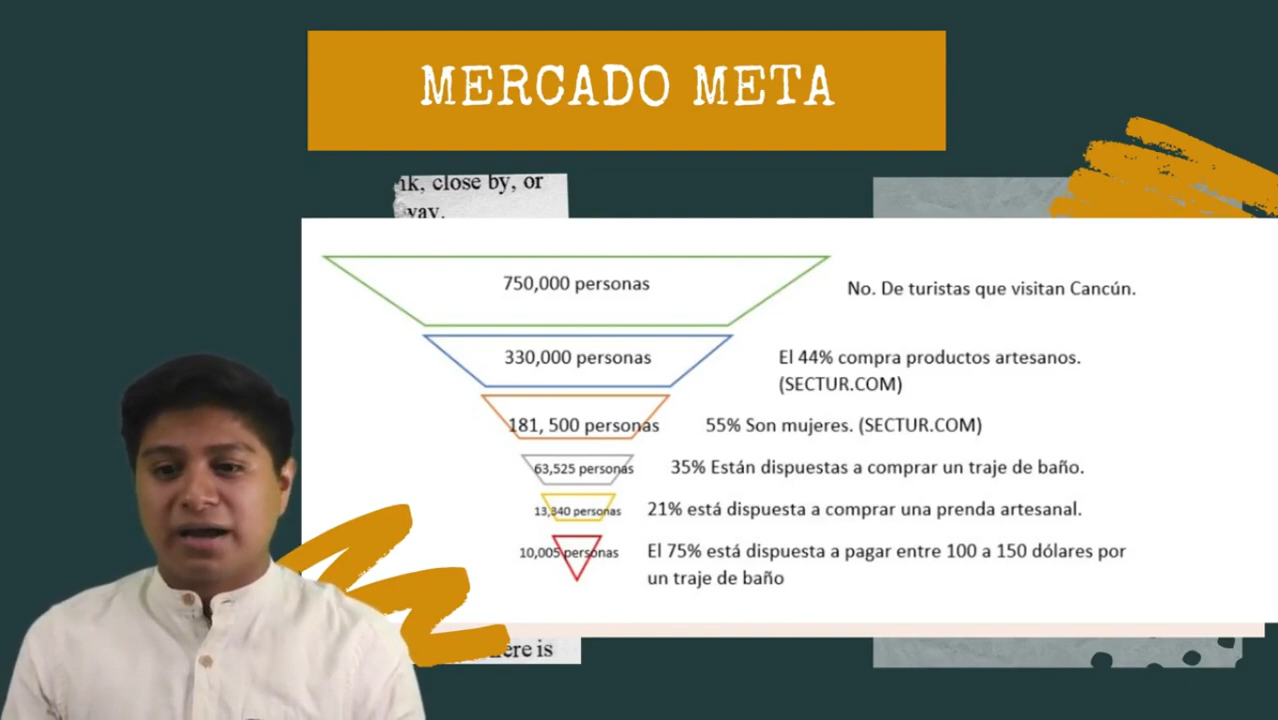 MERCADO META
nk, close by, or
way.
750,000 personas
No. De turistas que visitan Cancún.
330,000 personas
El 44% compra productos artesanos.
(SECTUR.COM)
181, 500 personas
55% Son mujeres. (SECTUR.COM)
63,525 personas
35% Están dispuestas a comprar un traje de baño.
13,340 personas
21% está dispuesta a comprar una prenda artesanal.
10,005 personas
El 75% está dispuesta a pagar entre 100 a 150 dólares por
un traje de baño
ere is